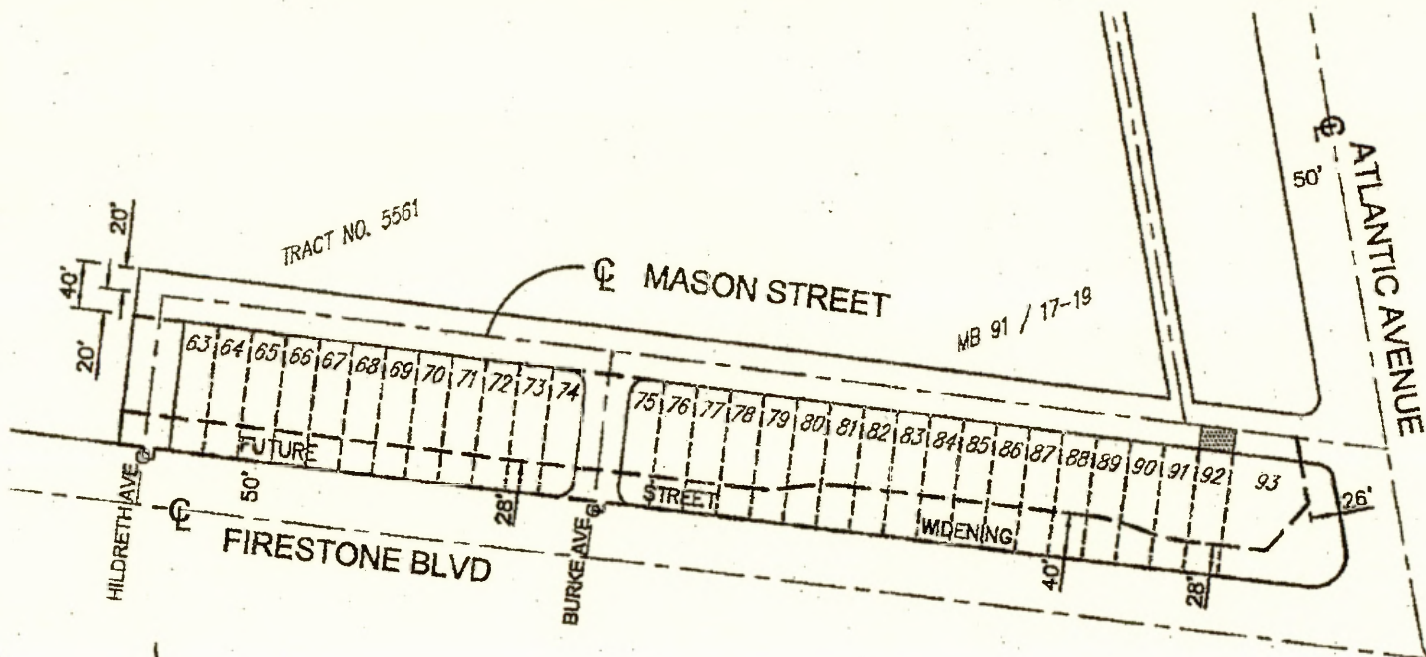 ATLANTIC AVENUE
50'
TRACT NO. 5561
20'
40'
20'
MASON STREET
MB 91 / 17-19
63 64 65 66 67 68 69 70 71 72 73 74
75 76 77 78 79 80 81 82 83 84 85 86 87 88 89 90 91 92 93
FUTURE
STREET
WIDENING
50'
28'
40'
28'
26'
HILDRETH AVE
BURKE AVE
FIRESTONE BLVD